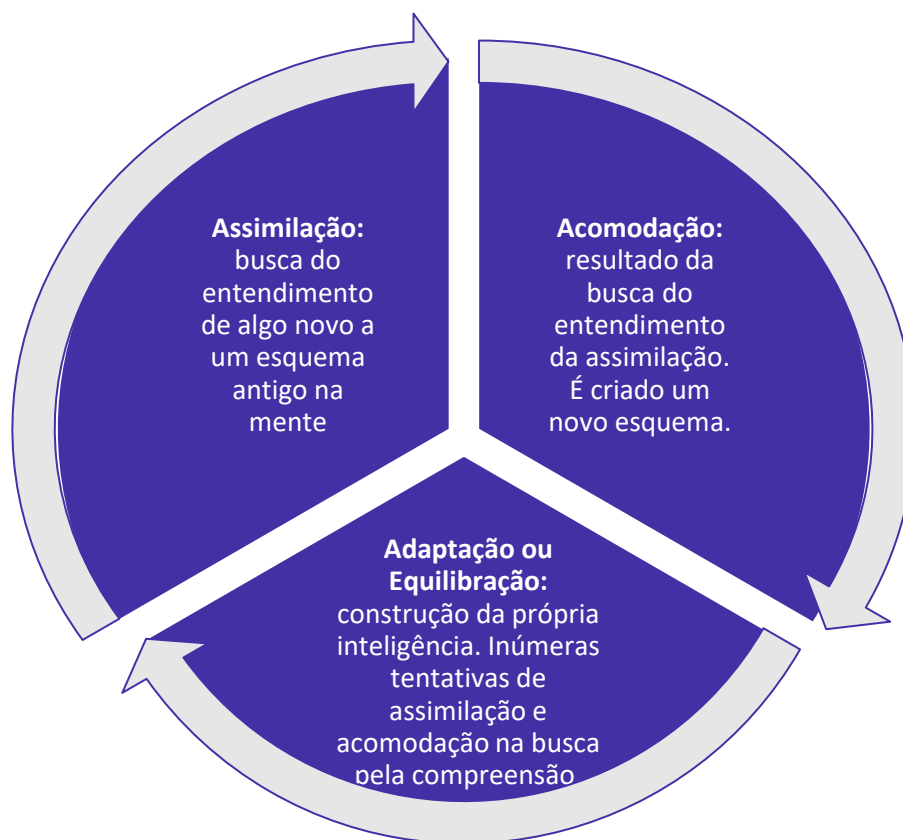 Assimilação:
busca do
entendimento
de algo novo a
um esquema
antigo na
mente
Acomodação:
resultado da
busca do
entendimento
da assimilação.
É criado um
novo esquema.
Adaptação ou
Equilibração:
construção da própria
inteligência. Inúmeras
tentativas de
assimilação e
acomodação na busca
pela compreensão